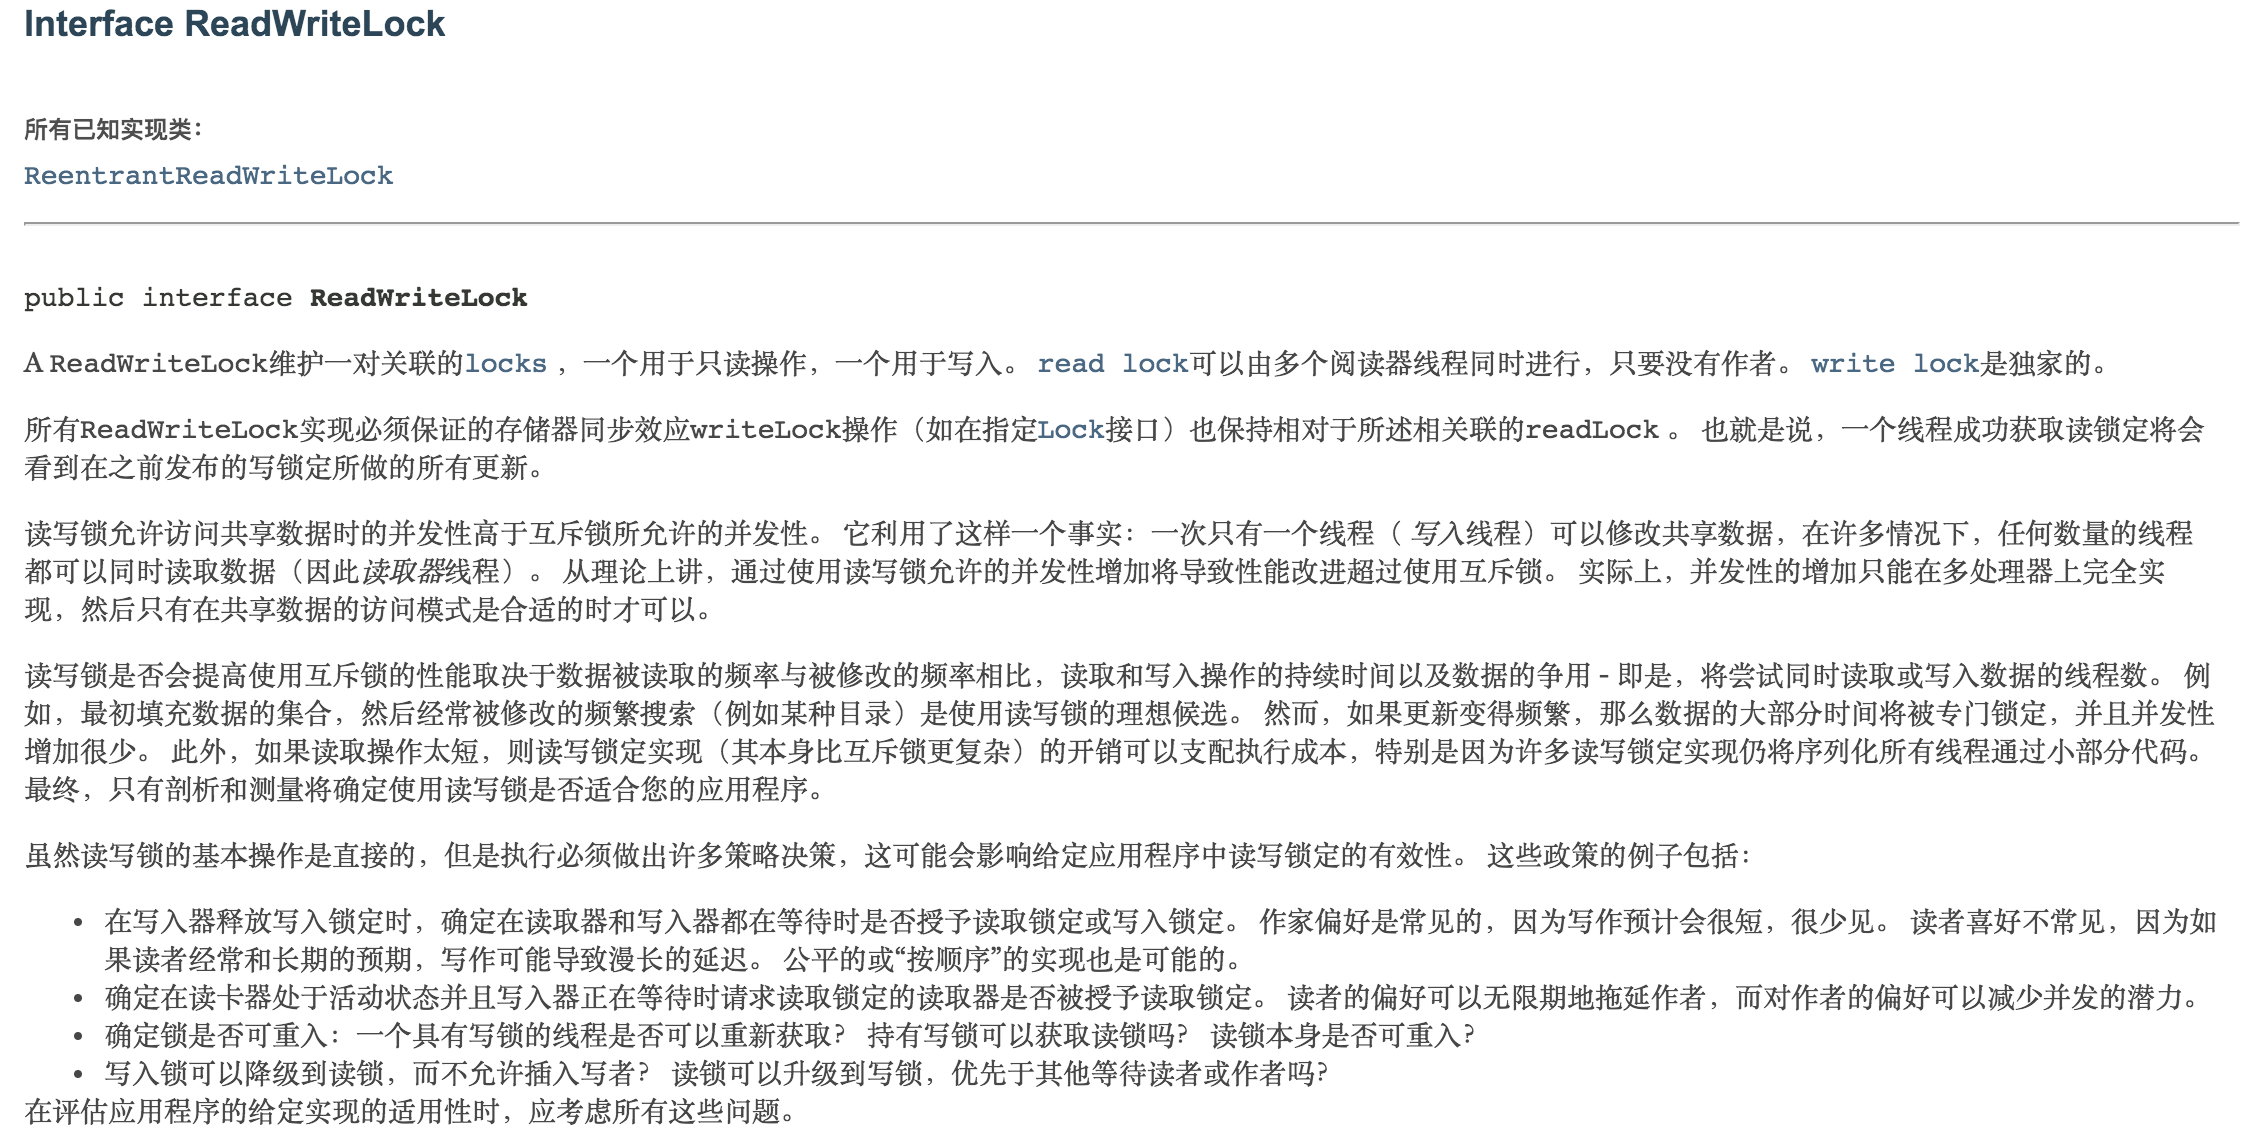 Interface ReadWriteLock
所有已知实现类：
ReentrantReadWriteLock
public interface ReadWriteLock
A ReadWriteLock维护一对关联的locks ，一个用于只读操作，一个用于写入。 read lock可以由多个阅读器线程同时进行，只要没有作者。 write lock是独家的。
所有ReadWriteLock实现必须保证的存储器同步效应writeLock操作（如在指定Lock接口）也保持相对于所述相关联的readLock 。 也就是说，一个线程成功获取读锁定将会
看到在之前发布的写锁定所做的所有更新。
读写锁允许访问共享数据时的并发性高于互斥锁所允许的并发性。 它利用了这样一个事实：一次只有一个线程（ 写入线程）可以修改共享数据，在许多情况下，任何数量的线程
都可以同时读取数据（因此读取器线程）。 从理论上讲，通过使用读写锁允许的并发性增加将导致性能改进超过使用互斥锁。 实际上，并发性的增加只能在多处理器上完全实
现，然后只有在共享数据的访问模式是合适的时才可以。
读写锁是否会提高使用互斥锁的性能取决于数据被读取的频率与被修改的频率相比，读取和写入操作的持续时间以及数据的争用 - 即是，将尝试同时读取或写入数据的线程数。 例
如，最初填充数据的集合，然后经常被修改的频繁搜索（例如某种目录）是使用读写锁的理想候选。 然而，如果更新变得频繁，那么数据的大部分时间将被专门锁定，并且并发性
增加很少。 此外，如果读取操作太短，则读写锁定实现（其本身比互斥锁更复杂）的开销可以支配执行成本，特别是因为许多读写锁定实现仍将序列化所有线程通过小部分代码。
最终，只有剖析和测量将确定使用读写锁是否适合您的应用程序。
虽然读写锁的基本操作是直接的，但是执行必须做出许多策略决策，这可能会影响给定应用程序中读写锁定的有效性。 这些政策的例子包括：
• 在写入器释放写入锁定时，确定在读取器和写入器都在等待时是否授予读取锁定或写入锁定。 作家偏好是常见的，因为写作预计会很短，很少见。 读者喜好不常见，因为如
果读者经常和长期的预期，写作可能导致漫长的延迟。 公平的或“按顺序”的实现也是可能的。
• 确定在读卡器处于活动状态并且写入器正在等待时请求读取锁定的读取器是否被授予读取锁定。 读者的偏好可以无限期地拖延作者，而对作者的偏好可以减少并发的潜力。
• 确定锁是否可重入：一个具有写锁的线程是否可以重新获取？ 持有写锁可以获取读锁吗？ 读锁本身是否可重入？
• 写入锁可以降级到读锁，而不允许插入写者？ 读锁可以升级到写锁，优先于其他等待读者或作者吗？
在评估应用程序的给定实现的适用性时，应考虑所有这些问题。